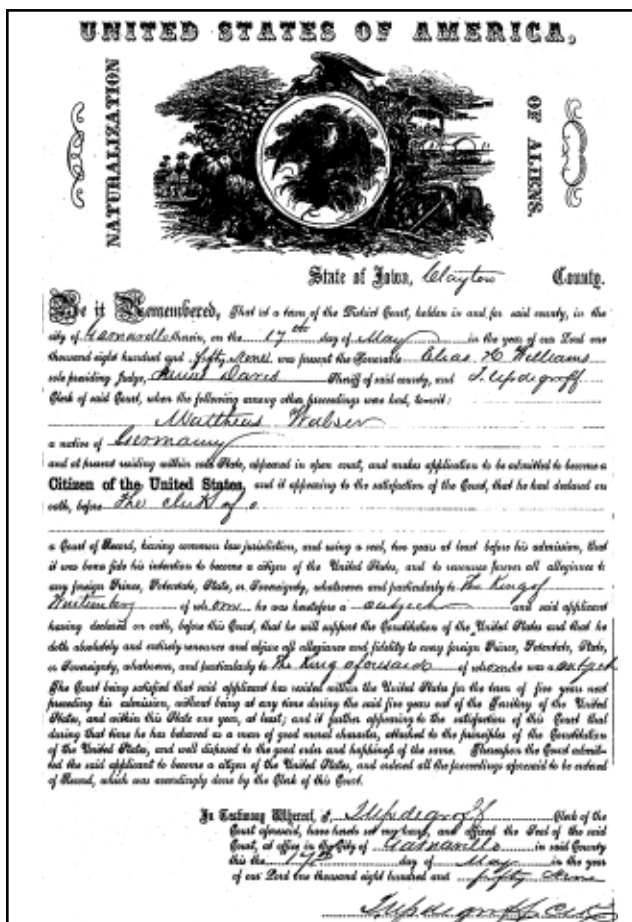 UNITED STATES OF AMERICA,
NATURALIZATION
OF ALIENS.
State of Iowa, Clayton County.
Be it Remembered, That at a term of the District Court, holden in and for said county, in the
city of Garnavillo therein, on the 17th day of May in the year of our Lord one
thousand eight hundred and fifty Nine was present the Honorable Elias H Williams
sole presiding Judge, Davis Sheriff of said county, and Updegraff
Clerk of said Court, when the following among other proceedings was had, towit:
Mattheus Walser
a native of Germany
and at present residing within said State, appeared in open court, and makes application to be admitted to become a
Citizen of the United States, and it appearing to the satisfaction of the Court, that he had declared on
oath, before The clerk of
a Court of Record, having common law jurisdiction, and using a seal, two years at least before his admission, that
it was bona fide his intention to become a citizen of the United States, and to renounce forever all allegiance to
any foreign Prince, Potentate, State, or Sovereignty, whatsoever and particularly to The King of
of whom he was heretofore a subject and said applicant
having declared on oath, before this Court, that he will support the Constitution of the United States and that he
doth absolutely and entirely renounce and abjure all allegiance and fidelity to every foreign Prince, Potentate, State,
or Sovereignty, whatsoever, and particularly to The King aforesaid of whom he was subject
The Court being satisfied that said applicant has resided within the United States for the term of five years next
preceding his admission, without being at any time during the said five years out of the Territory of the United
States, and within this State one year, at least; and it further appearing to the satisfaction of this Court that
during that time he has behaved as a man of good moral character, attached to the principles of the Constitution
of the United States, and well disposed to the good order and happiness of the same. Thereupon the Court admit-
ted the said applicant to become a citizen of the United States, and ordered all the proceedings aforesaid to be ordered
of Record, which was accordingly done by the Clerk of this Court.
In Testimony Whereof, I, Updegraff Clerk of the
Court aforesaid, have hereto set my hand, and affixed the Seal of the said
Court, at office in the City of Garnavillo in said County
this the 17th day of May in the year
of our Lord one thousand eight hundred and fifty Nine
Updegraff Clk